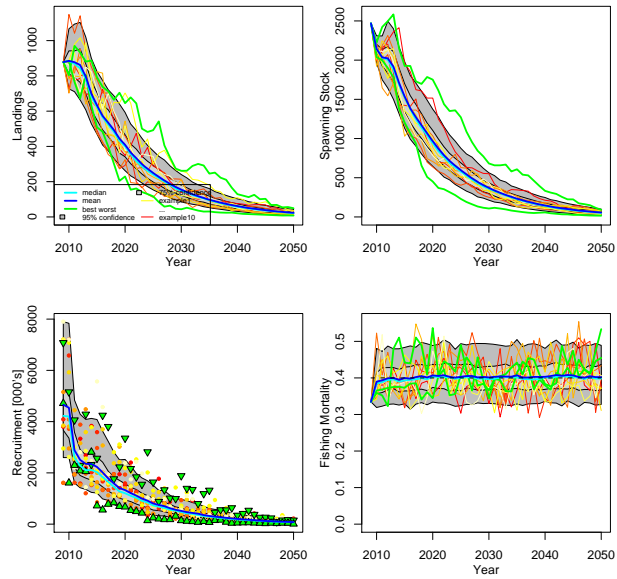 Landings
0 200 400 600 800 1000
median
mean
best worst
95% confidence
75% confidence
example1
...
example10
2010 2020 2030 2040 2050
Year
Spawning Stock
0 500 1000 1500 2000 2500
2010 2020 2030 2040 2050
Year
Recruitment [000's]
0 2000 4000 6000 8000
2010 2020 2030 2040 2050
Year
Fishing Mortality
0.0 0.1 0.2 0.3 0.4 0.5
2010 2020 2030 2040 2050
Year